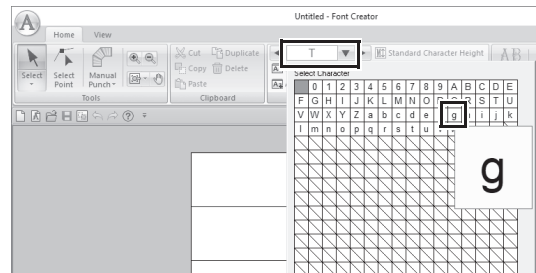 Untitled - Font Creator
A
Home View
Select
Select Point
Manual Punch
Tools
Cut Duplicate
Copy Delete
Paste
Clipboard
T
Standard Character Height
AB
Select Character
0 1 2 3 4 5 6 7 8 9 A B C D E
F G H I J K L M N O R S T U
V W X Y Z a b c d e g i j k
l m n o p q r s t u
g